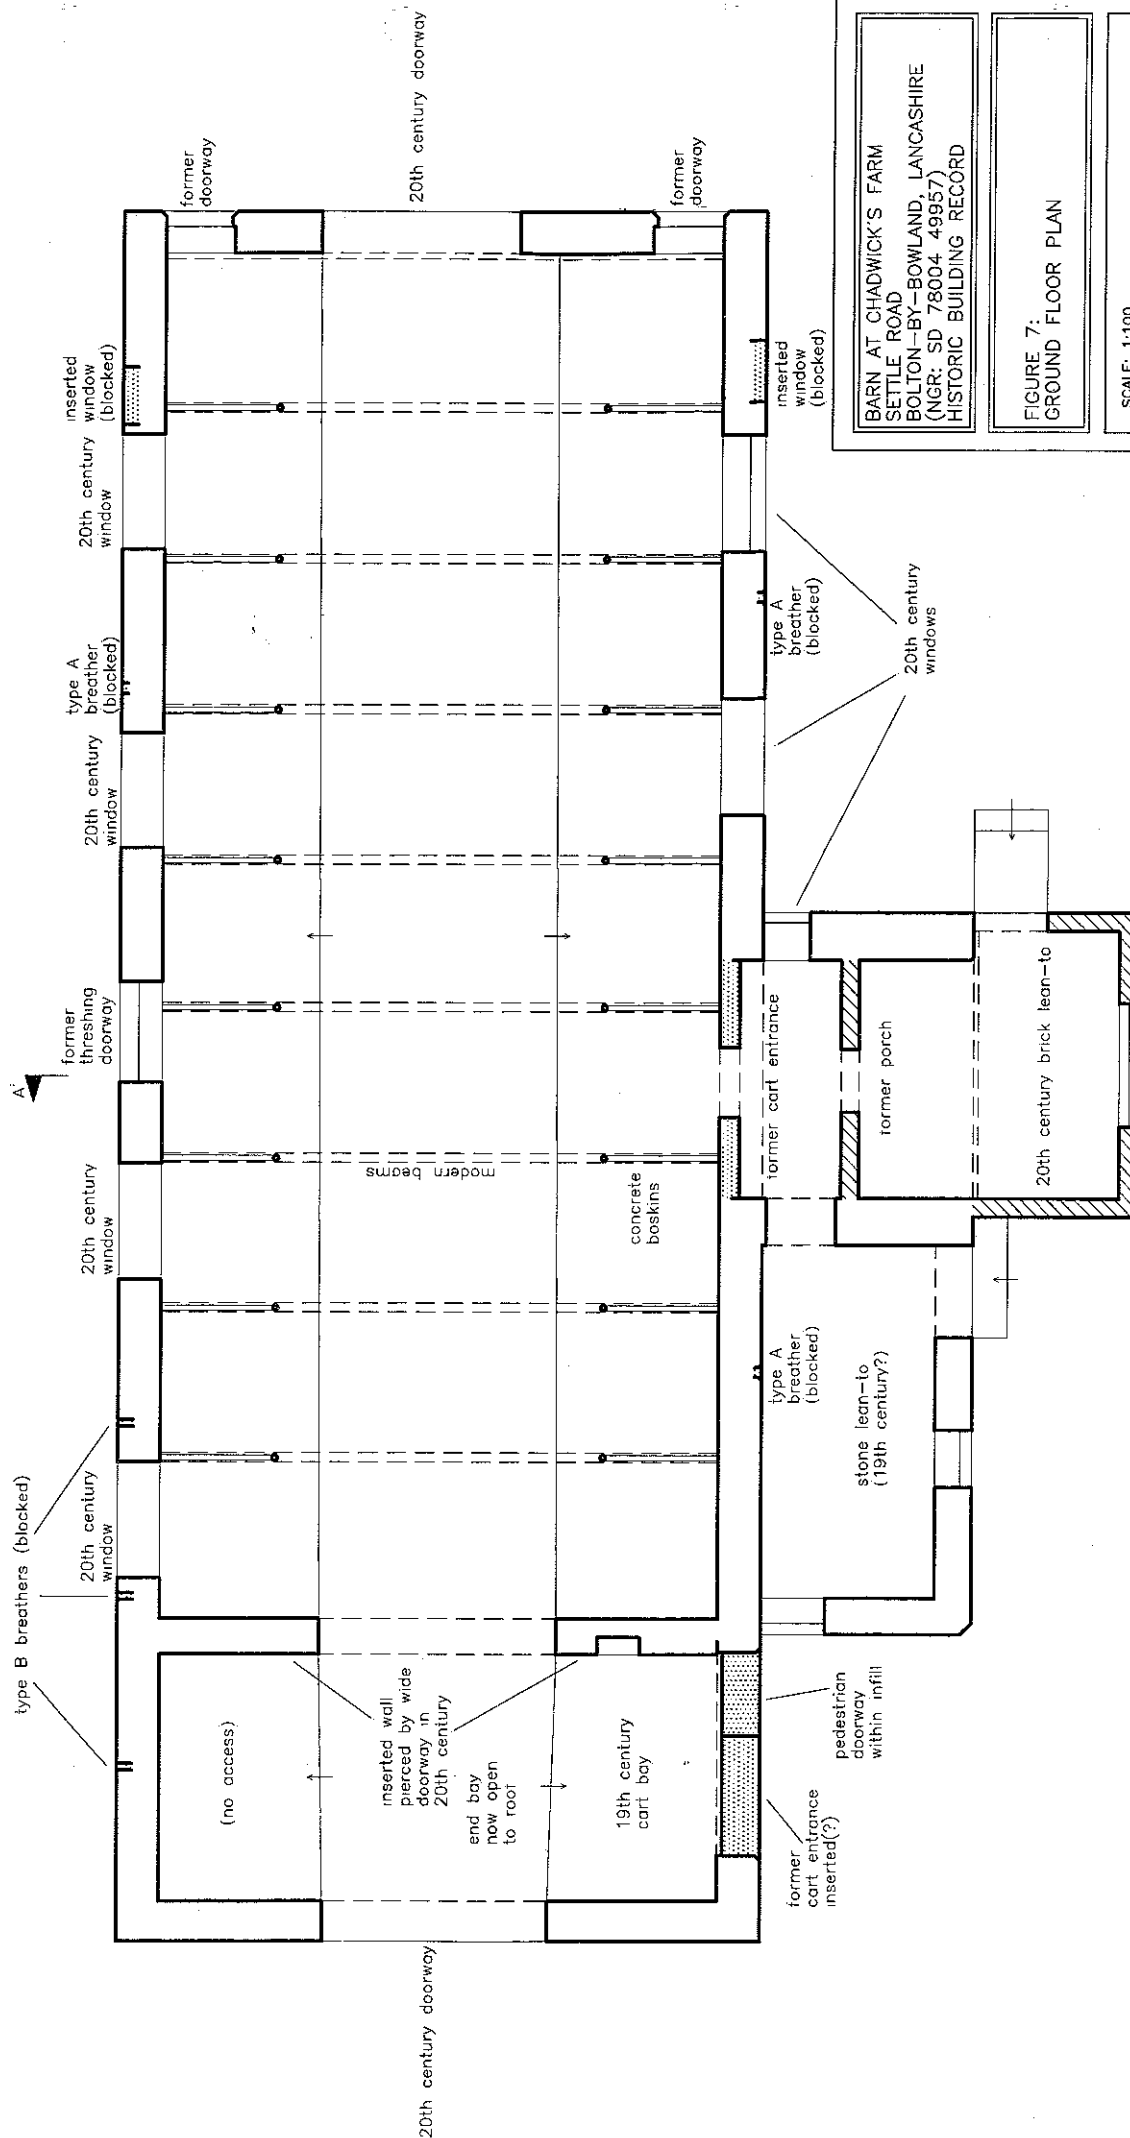 type B breathers (blocked)
20th century
window
20th century
window
A'
former
threshing
doorway
20th century
window
type A
breather
(blocked)
20th century
window
inserted
window
(blocked)
former
doorway
20th century doorway
20th century doorway
former
doorway
(no access)
inserted wall
pierced by wide
doorway in
20th century
end bay
now open
to roof
19th century
cart bay
modern beams
concrete
boskins
former cart entrance
former porch
20th century brick lean-to
former
cart entrance
inserted(?)
pedestrian
doorway
within infill
type A
breather
(blocked)
stone lean-to
(19th century?)
20th century
windows
type A
breather
(blocked)
inserted
window
(blocked)
BARN AT CHADWICK'S FARM
SETTLE ROAD
BOLTON-BY-BOWLAND, LANCASHIRE
(NGR: SD 78004 49957)
HISTORIC BUILDING RECORD
FIGURE 7:
GROUND FLOOR PLAN
SCALE: 1:100